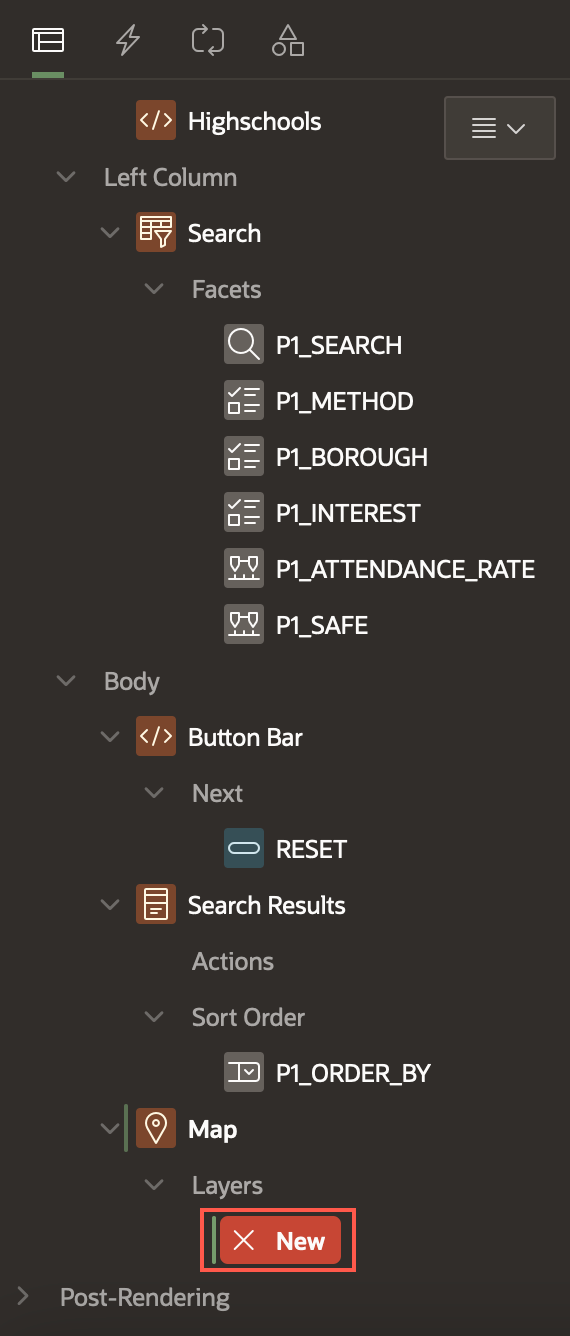 Highschools
Left Column
Search
Facets
P1_SEARCH
P1_METHOD
P1_BOROUGH
P1_INTEREST
P1_ATTENDANCE_RATE
P1_SAFE
Body
Button Bar
Next
RESET
Search Results
Actions
Sort Order
P1_ORDER_BY
Map
Layers
New
Post-Rendering